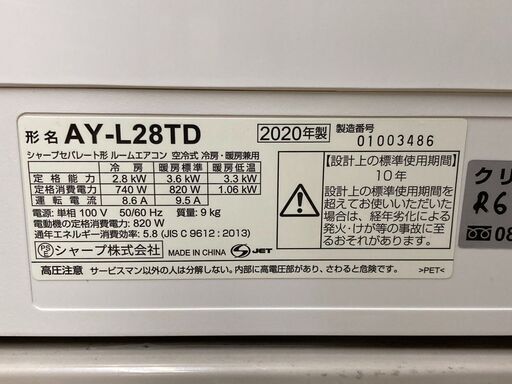 形名 AY-L28TD 2020年製 製造番号 01003486
シャープセパレート形 ルームエアコン 空冷式 冷房・暖房兼用
冷房 暖房標準 暖房低温
定格能力 2.8 kW 3.6 kW 3.3 kW
定格消費電力 740 W 820 W 1.06 kW
運転電流 8.6 A 9.5 A
電源: 単相 100 V 50/60 Hz 質量: 9 kg
電動機の定格消費電力: 820 W
通年エネルギー消費効率: 5.8 (JIS C 9612 : 2013)
PS E シャープ株式会社 MADE IN CHINA S JET
高圧注意 サービスマン以外の人は分解しない。内部に高電圧部があり、さわると危険です。
【設計上の標準使用期間】
10年
設計上の標準使用期間を
超えてお使いいただいた
場合は、経年劣化による
発火・けが等の事故に至
るおそれがあります。
>PET<
クリ
R6
08